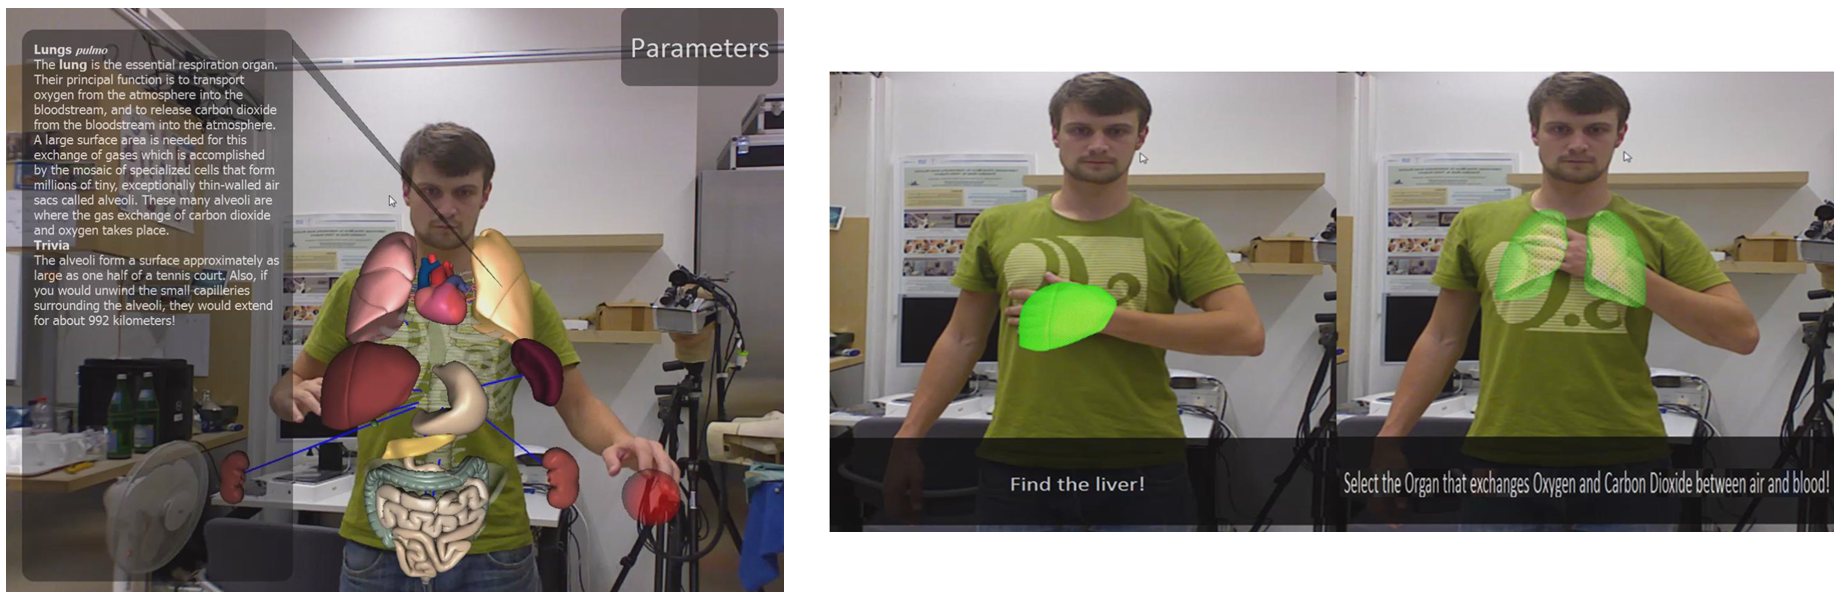 Lungs pulmo
The lung is the essential respiration organ.
Their principal function is to transport
oxygen from the atmosphere into the
bloodstream, and to release carbon dioxide
from the bloodstream into the atmosphere.
A large surface area is needed for this
exchange of gases which is accomplished
by the mosaic of specialized cells that form
millions of tiny, exceptionally thin-walled air
sacs called alveoli. These many alveoli are
where the gas exchange of carbon dioxide
and oxygen takes place.
Trivia
The alveoli form a surface approximately as
large as one half of a tennis court. Also, if
you would unwind the small capilleries
surrounding the alveoli, they would extend
for about 992 kilometers!
Parameters
Find the liver!
Select the Organ that exchanges Oxygen and Carbon Dioxide between air and blood!